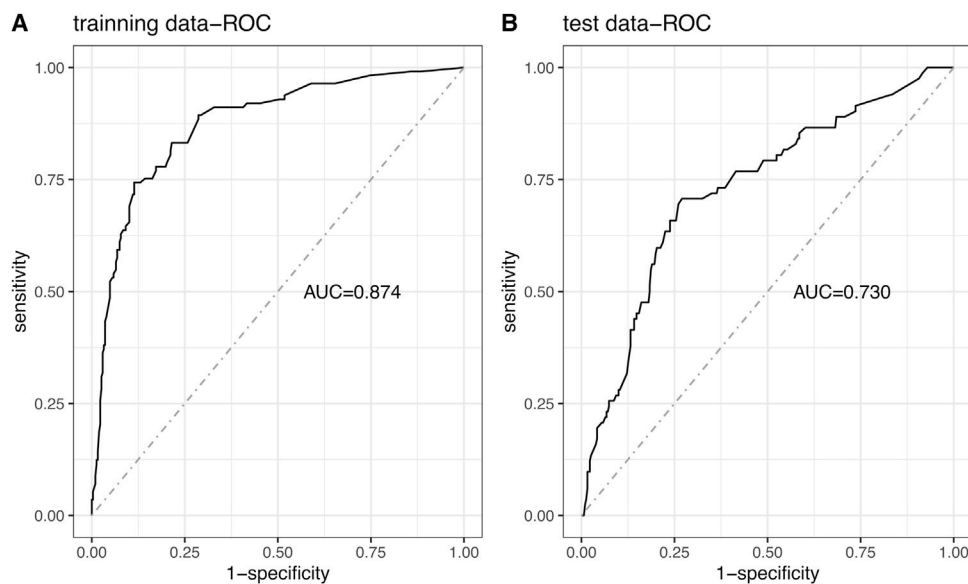 A trainning data−ROC
1.00
0.75
0.50
0.25
0.00
sensitivity
AUC=0.874
0.00 0.25 0.50 0.75 1.00
1−specificity
B test data−ROC
1.00
0.75
0.50
0.25
0.00
sensitivity
AUC=0.730
0.00 0.25 0.50 0.75 1.00
1−specificity